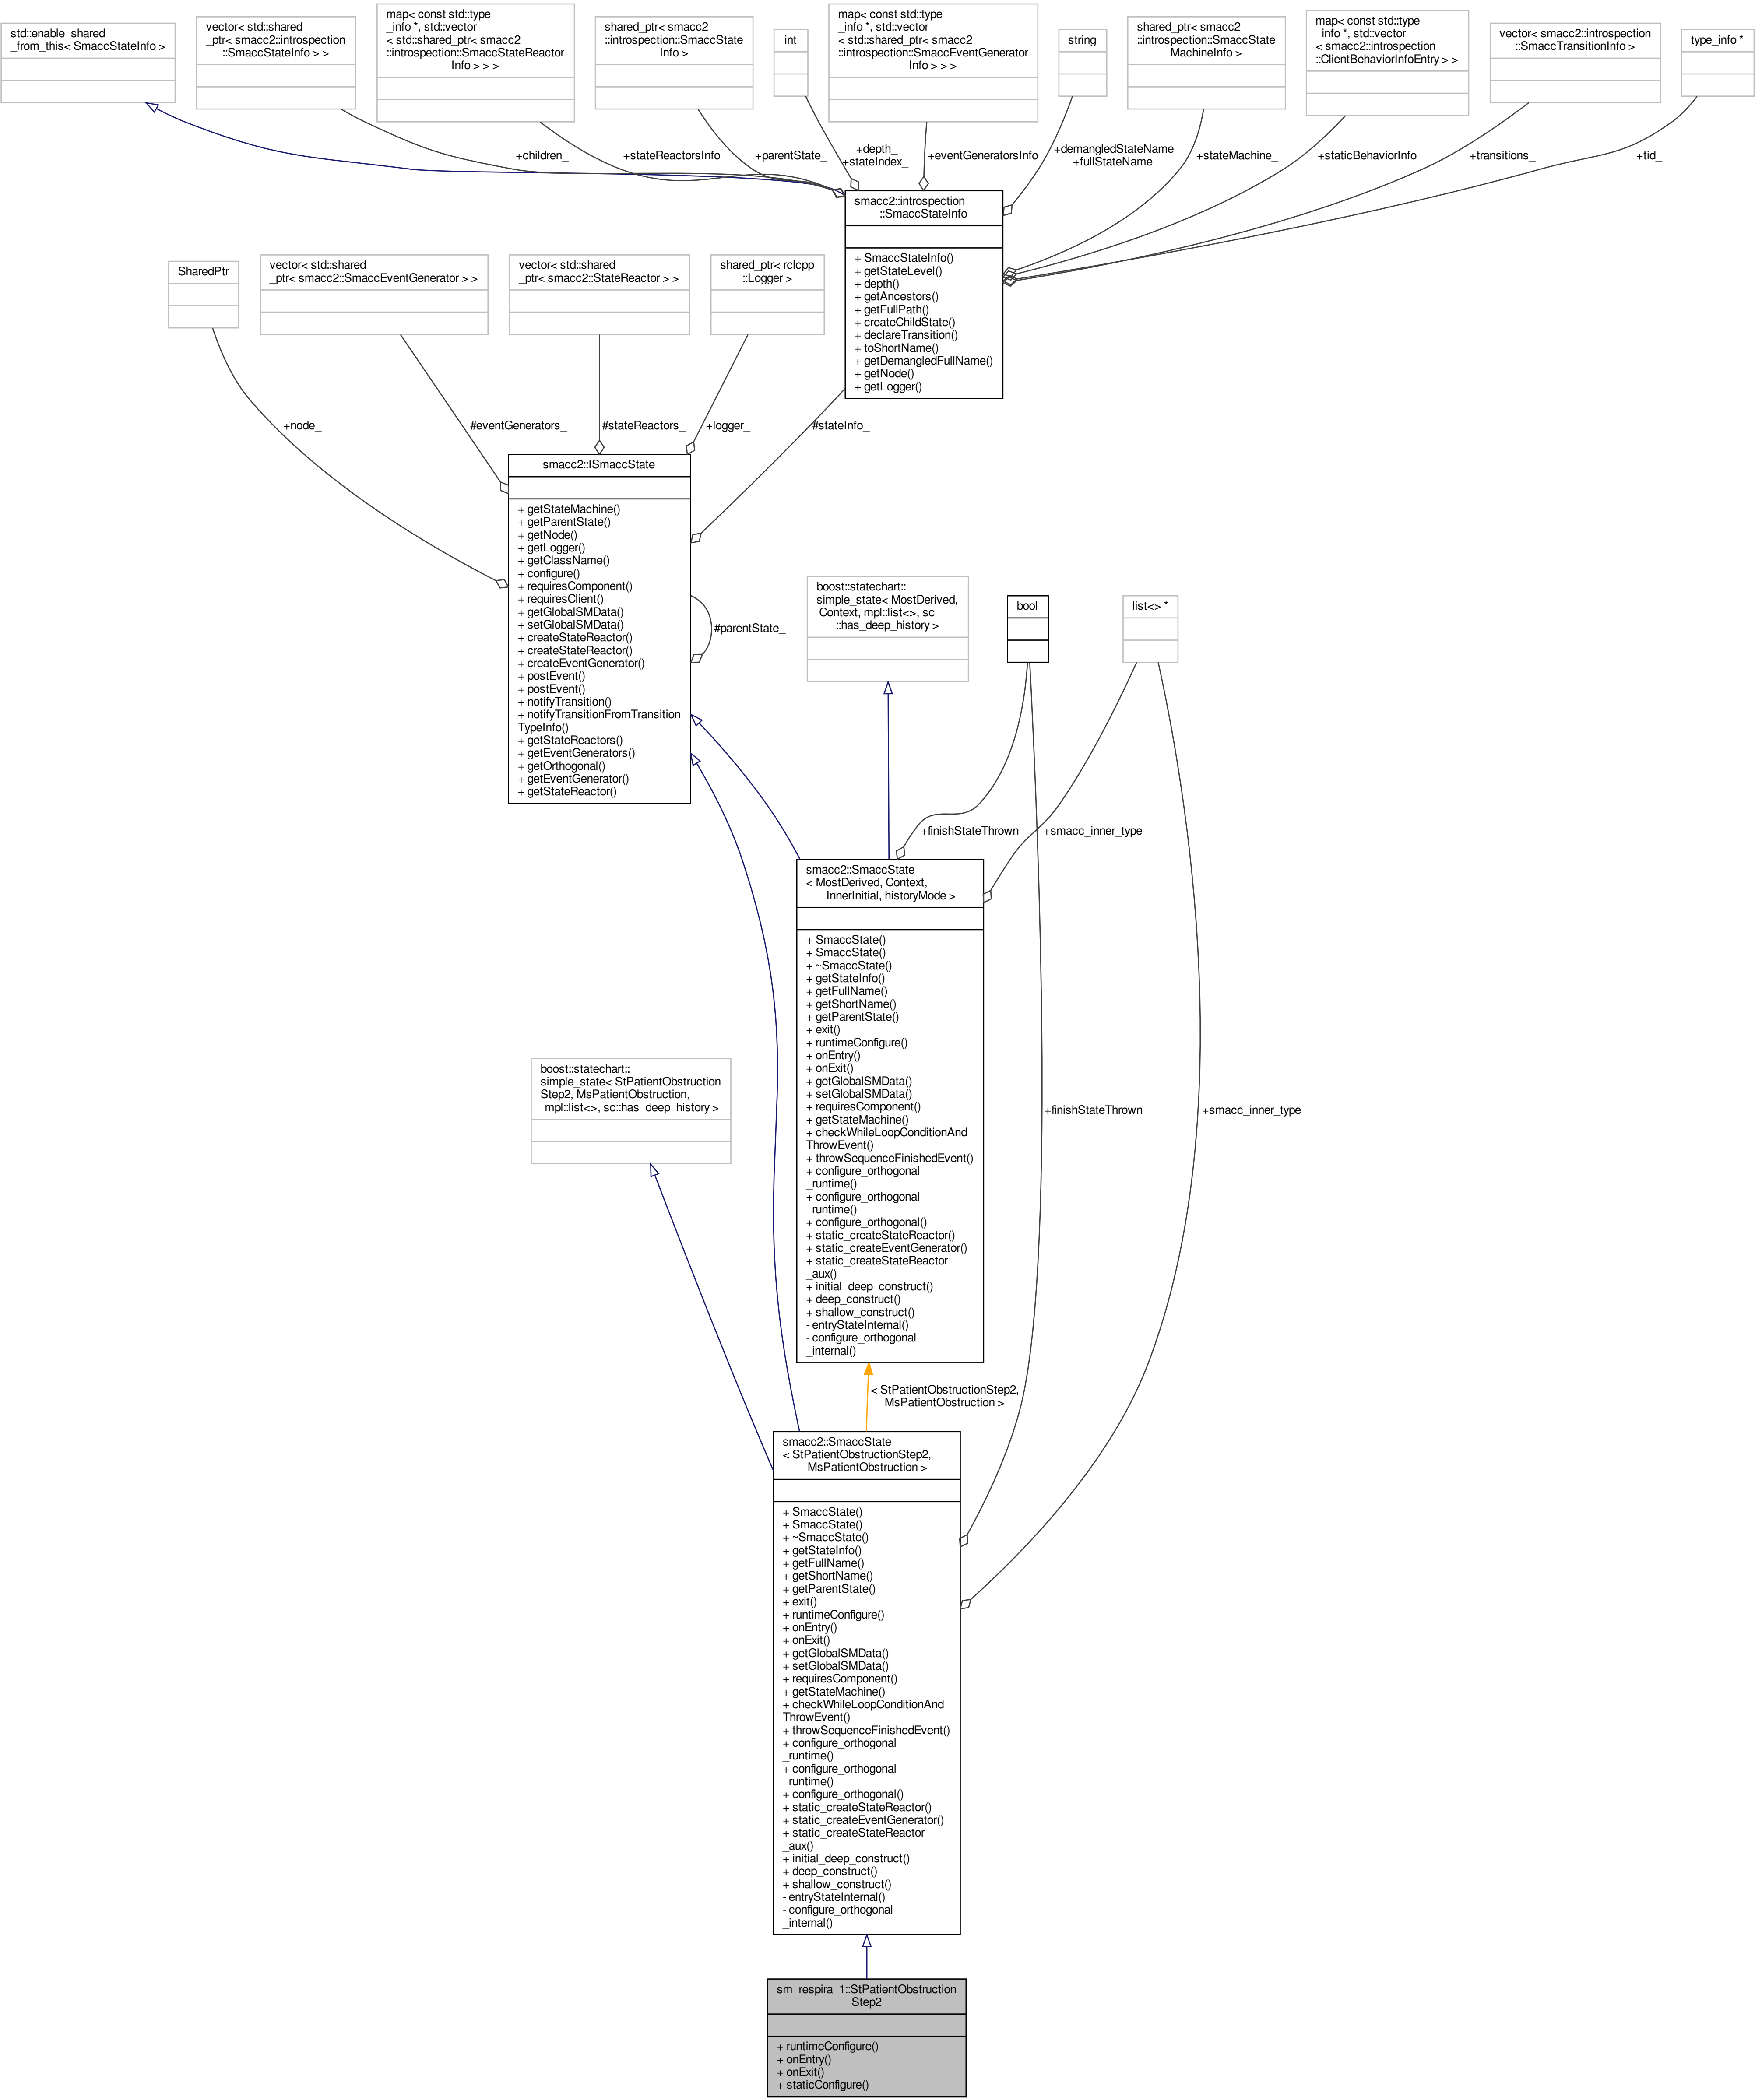 std::enable_shared
_from_this< SmaccStateInfo >
vector< std::shared
_ptr< smacc2::introspection
::SmaccStateInfo > >
map< const std::type
_info *, std::vector
< std::shared_ptr< smacc2
::introspection::SmaccStateReactor
Info > > >
shared_ptr< smacc2
::introspection::SmaccState
Info >
int
map< const std::type
_info *, std::vector
< std::shared_ptr< smacc2
::introspection::SmaccEventGenerator
Info > > >
string
shared_ptr< smacc2
::introspection::SmaccState
MachineInfo >
map< const std::type
_info *, std::vector
< smacc2::introspection
::ClientBehaviorInfoEntry > >
vector< smacc2::introspection
::SmaccTransitionInfo >
type_info *
+children_
+stateReactorsInfo
+parentState_
+depth_
+stateIndex_
+eventGeneratorsInfo
+demangledStateName
+fullStateName
+stateMachine_
+staticBehaviorInfo
+transitions_
+tid_
smacc2::introspection
::SmaccStateInfo
+ SmaccStateInfo()
+ getStateLevel()
+ depth()
+ getAncestors()
+ getFullPath()
+ createChildState()
+ declareTransition()
+ toShortName()
+ getDemangledFullName()
+ getNode()
+ getLogger()
SharedPtr
vector< std::shared
_ptr< smacc2::SmaccEventGenerator > >
vector< std::shared
_ptr< smacc2::StateReactor > >
shared_ptr< rclcpp
::Logger >
+node_
#eventGenerators_
#stateReactors_
+logger_
#stateInfo_
smacc2::ISmaccState
+ getStateMachine()
+ getParentState()
+ getNode()
+ getLogger()
+ getClassName()
+ configure()
+ requiresComponent()
+ requiresClient()
+ getGlobalSMData()
+ setGlobalSMData()
+ createStateReactor()
+ createStateReactor()
+ createEventGenerator()
+ postEvent()
+ postEvent()
+ notifyTransition()
+ notifyTransitionFromTransition
TypeInfo()
+ getStateReactors()
+ getEventGenerators()
+ getOrthogonal()
+ getEventGenerator()
+ getStateReactor()
#parentState_
boost::statechart::
simple_state< MostDerived,
Context, mpl::list<>, sc
::has_deep_history >
bool
list<> *
+finishStateThrown
+smacc_inner_type
smacc2::SmaccState
< MostDerived, Context,
InnerInitial, historyMode >
+ SmaccState()
+ SmaccState()
+ ~SmaccState()
+ getStateInfo()
+ getFullName()
+ getShortName()
+ getParentState()
+ exit()
+ runtimeConfigure()
+ onEntry()
+ onExit()
+ getGlobalSMData()
+ setGlobalSMData()
+ requiresComponent()
+ getStateMachine()
+ checkWhileLoopConditionAnd
ThrowEvent()
+ throwSequenceFinishedEvent()
+ configure_orthogonal
_runtime()
+ configure_orthogonal
_runtime()
+ configure_orthogonal()
+ static_createStateReactor()
+ static_createEventGenerator()
+ static_createStateReactor
_aux()
+ initial_deep_construct()
+ deep_construct()
+ shallow_construct()
- entryStateInternal()
- configure_orthogonal
_internal()
boost::statechart::
simple_state< StPatientObstruction
Step2, MsPatientObstruction,
mpl::list<>, sc::has_deep_history >
+finishStateThrown
+smacc_inner_type
< StPatientObstructionStep2,
MsPatientObstruction >
smacc2::SmaccState
< StPatientObstructionStep2,
MsPatientObstruction >
+ SmaccState()
+ SmaccState()
+ ~SmaccState()
+ getStateInfo()
+ getFullName()
+ getShortName()
+ getParentState()
+ exit()
+ runtimeConfigure()
+ onEntry()
+ onExit()
+ getGlobalSMData()
+ setGlobalSMData()
+ requiresComponent()
+ getStateMachine()
+ checkWhileLoopConditionAnd
ThrowEvent()
+ throwSequenceFinishedEvent()
+ configure_orthogonal
_runtime()
+ configure_orthogonal
_runtime()
+ configure_orthogonal()
+ static_createStateReactor()
+ static_createEventGenerator()
+ static_createStateReactor
_aux()
+ initial_deep_construct()
+ deep_construct()
+ shallow_construct()
- entryStateInternal()
- configure_orthogonal
_internal()
sm_respira_1::StPatientObstruction
Step2
+ runtimeConfigure()
+ onEntry()
+ onExit()
+ staticConfigure()